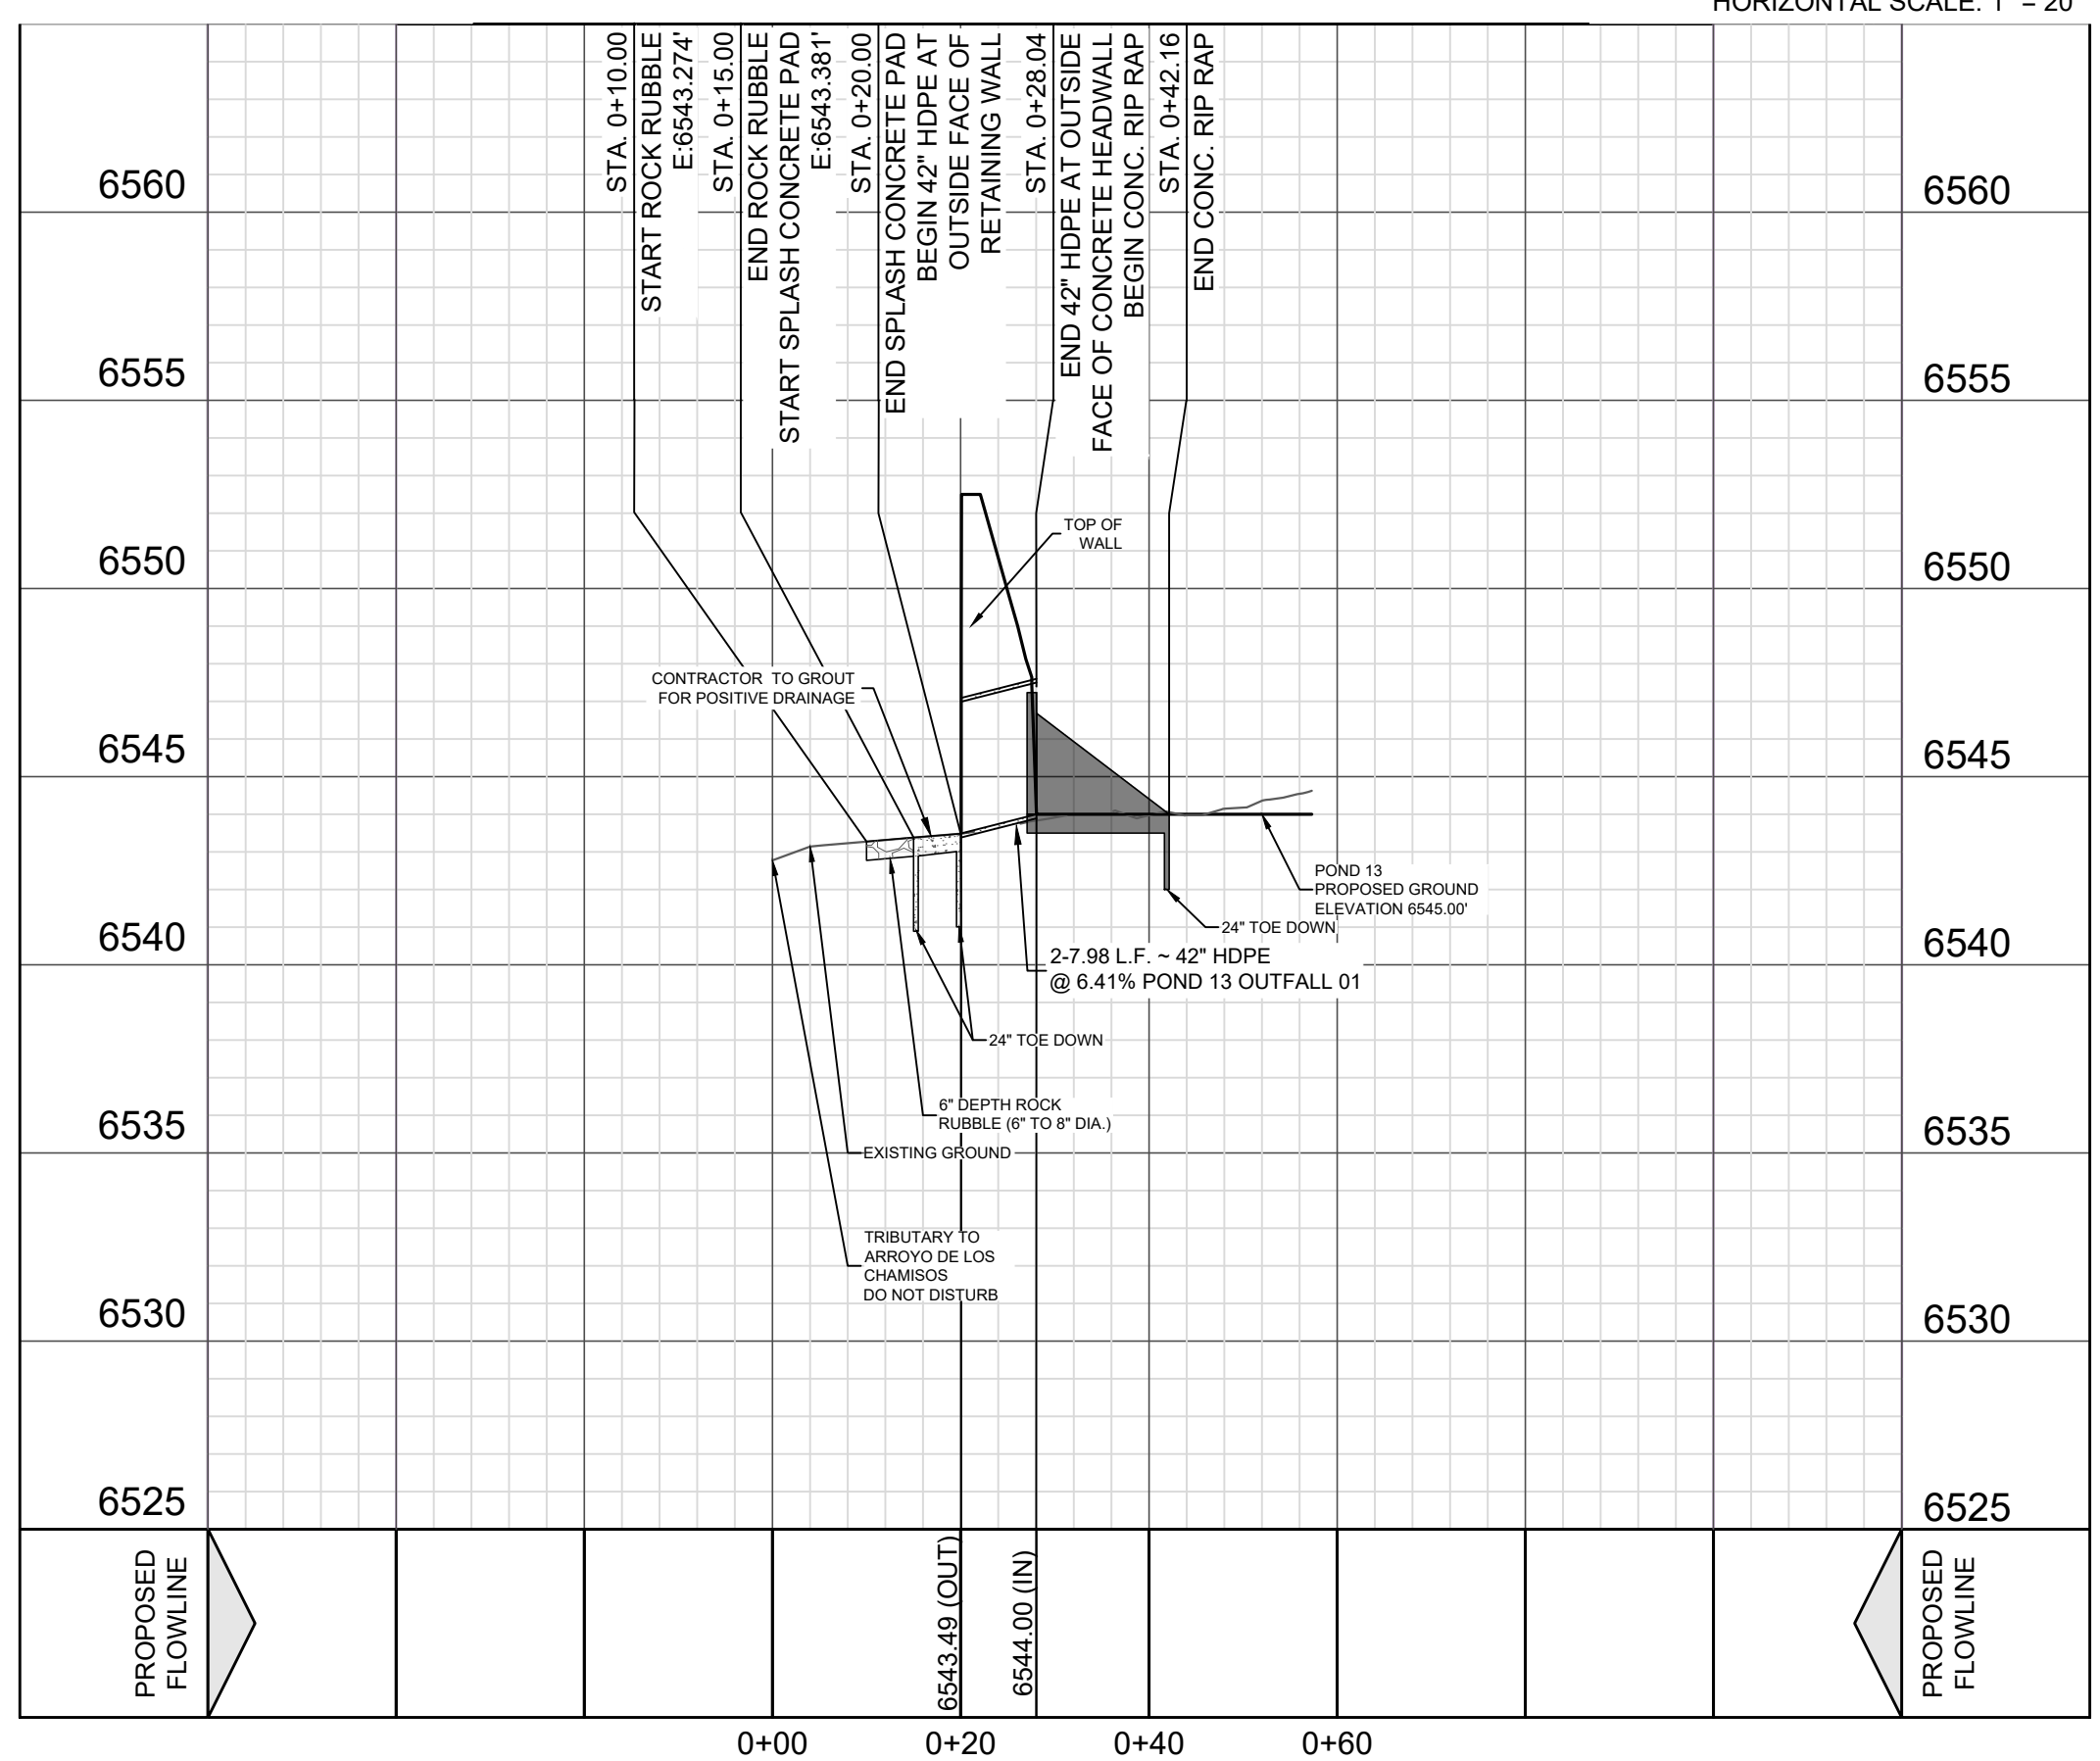 HORIZONTAL SCALE: 1" = 20'
STA. 0+10.00
START ROCK RUBBLE
E:6543.274'
STA. 0+15.00
END ROCK RUBBLE
START SPLASH CONCRETE PAD
E:6543.381'
STA. 0+20.00
END SPLASH CONCRETE PAD
BEGIN 42" HDPE AT
OUTSIDE FACE OF
RETAINING WALL
STA. 0+28.04
END 42" HDPE AT OUTSIDE
FACE OF CONCRETE HEADWALL
BEGIN CONC. RIP RAP
STA. 0+42.16
END CONC. RIP RAP
6560
6560
6555
6555
6550
6550
TOP OF
WALL
CONTRACTOR TO GROUT
FOR POSITIVE DRAINAGE
6545
6545
POND 13
PROPOSED GROUND
ELEVATION 6545.00'
24" TOE DOWN
6540
6540
2-7.98 L.F. ~ 42" HDPE
@ 6.41% POND 13 OUTFALL 01
24" TOE DOWN
6" DEPTH ROCK
RUBBLE (6" TO 8" DIA.)
6535
6535
EXISTING GROUND
TRIBUTARY TO
ARROYO DE LOS
CHAMISOS
DO NOT DISTURB
6530
6530
6525
6525
PROPOSED
FLOWLINE
6543.49 (OUT)
6544.00 (IN)
PROPOSED
FLOWLINE
0+00
0+20
0+40
0+60